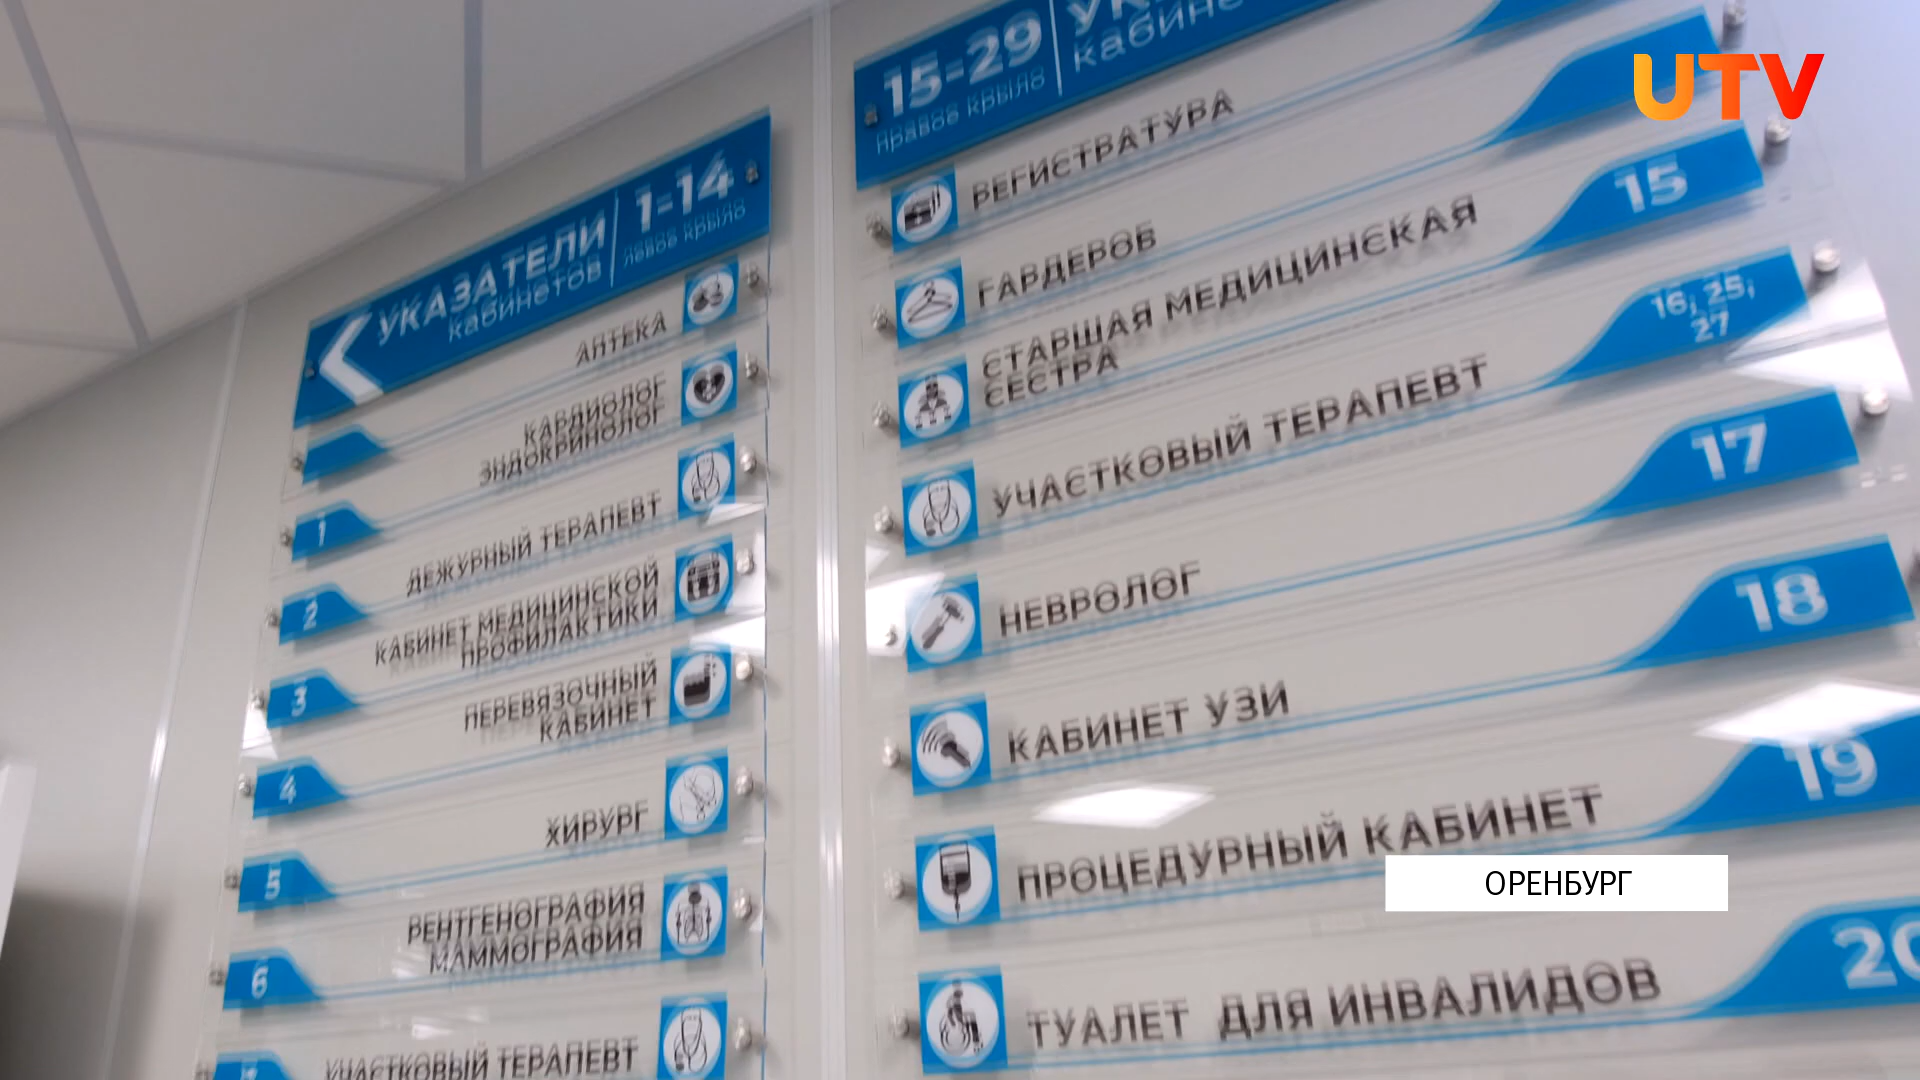 UTV
УКАЗАТЕЛИ
кабинетов
1-14
левое крыло
АПТЕКА
КАРДИОЛОГ
ЭНДОКРИНОЛОГ
1
ДЕЖУРНЫЙ ТЕРАПЕВТ
2
КАБИНЕТ МЕДИЦИНСКОЙ
ПРОФИЛАКТИКИ
3
ПЕРЕВЯЗОЧНЫЙ
КАБИНЕТ
4
ХИРУРГ
5
РЕНТГЕНОГРАФИЯ
МАММОГРАФИЯ
6
УЧАСТКОВЫЙ ТЕРАПЕВТ
15-29
правое крыло
РЕГИСТРАТУРА
ГАРДЕРОБ
СТАРШАЯ МЕДИЦИНСКАЯ
СЕСТРА
15
УЧАСТКОВЫЙ ТЕРАПЕВТ
16, 25,
27
НЕВРОЛОГ
17
КАБИНЕТ УЗИ
18
ПРОЦЕДУРНЫЙ КАБИНЕТ
19
ТУАЛЕТ ДЛЯ ИНВАЛИДОВ
20
ОРЕНБУРГ